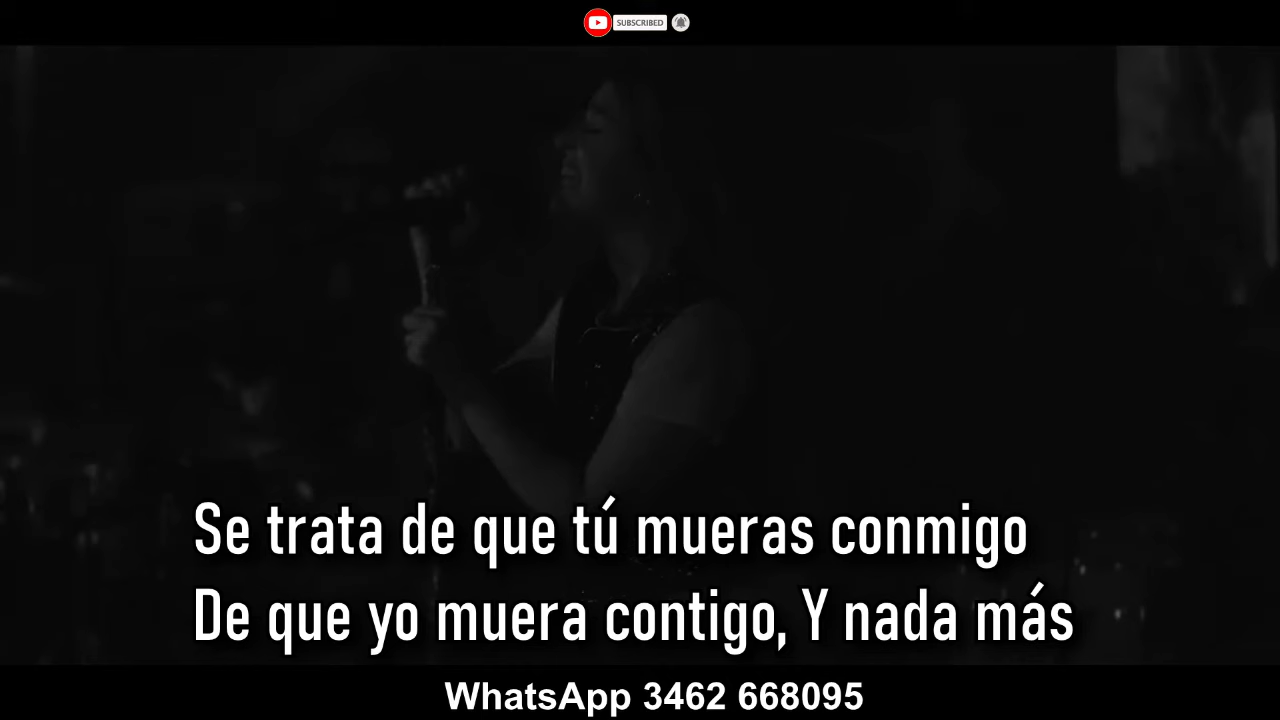 SUBSCRIBED
Se trata de que tú mueras conmigo
De que yo muera contigo, Y nada más
WhatsApp 3462 668095